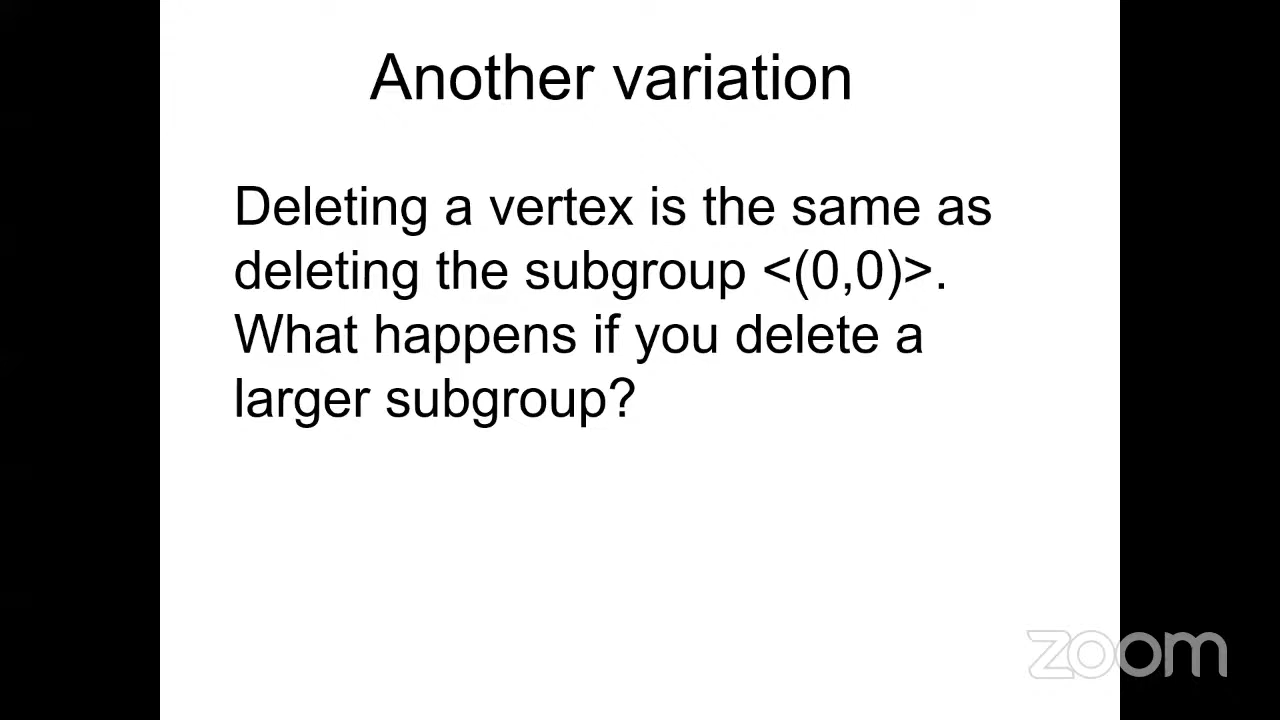 Another variation
Deleting a vertex is the same as
deleting the subgroup <(0,0)>.
What happens if you delete a
larger subgroup?
zoom